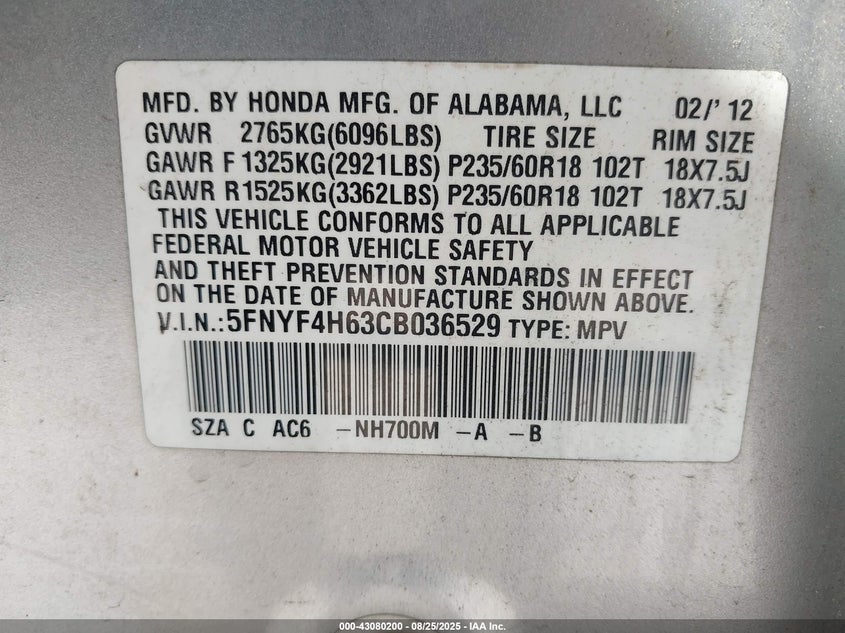 MFD. BY HONDA MFG. OF ALABAMA, LLC 02/' 12
GVWR 2765KG(6096LBS) TIRE SIZE RIM SIZE
GAWR F 1325KG(2921LBS) P235/60R18 102T 18X7.5J
GAWR R1525KG(3362LBS) P235/60R18 102T 18X7.5J
THIS VEHICLE CONFORMS TO ALL APPLICABLE
FEDERAL MOTOR VEHICLE SAFETY
AND THEFT PREVENTION STANDARDS IN EFFECT
ON THE DATE OF MANUFACTURE SHOWN ABOVE.
V.I.N.:5FNYF4H63CB036529 TYPE: MPV
SZA C AC6 -NH700M -A -B
000-43080200 - 08/25/2025 - IAA Inc.